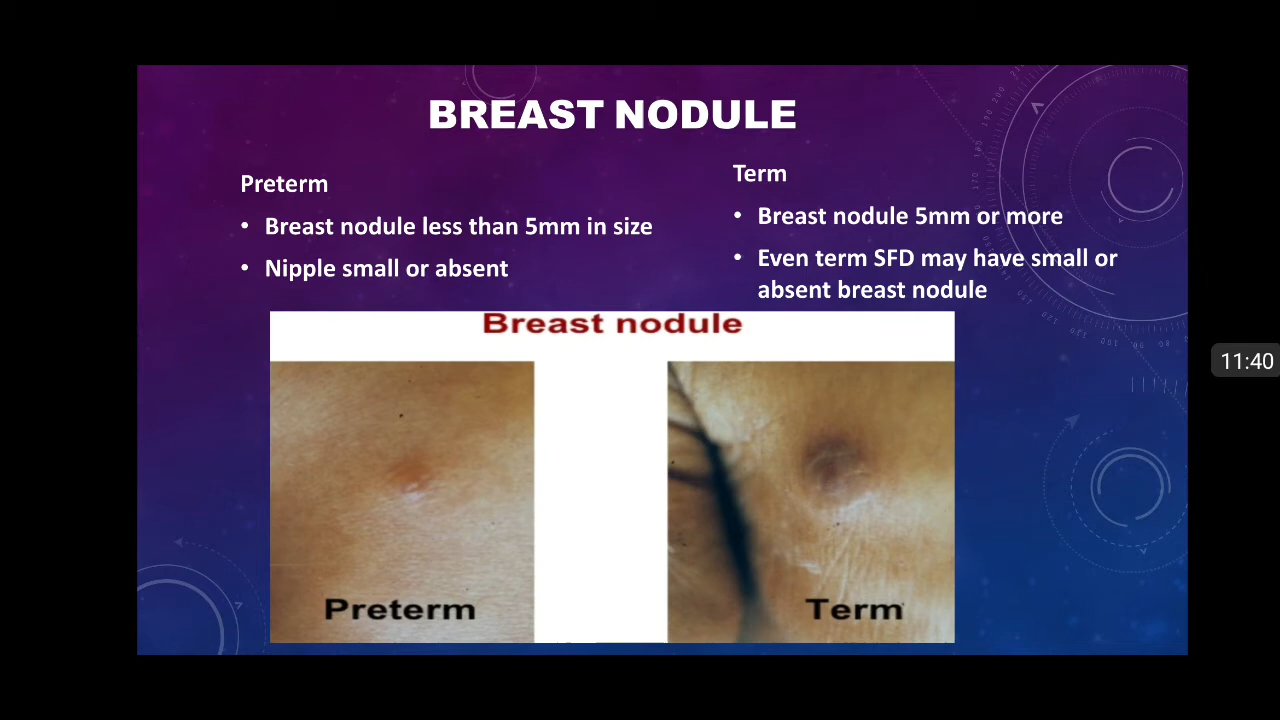 BREAST NODULE
Preterm
• Breast nodule less than 5mm in size
• Nipple small or absent
Term
• Breast nodule 5mm or more
• Even term SFD may have small or
absent breast nodule
Breast nodule
Preterm
Term
11:40